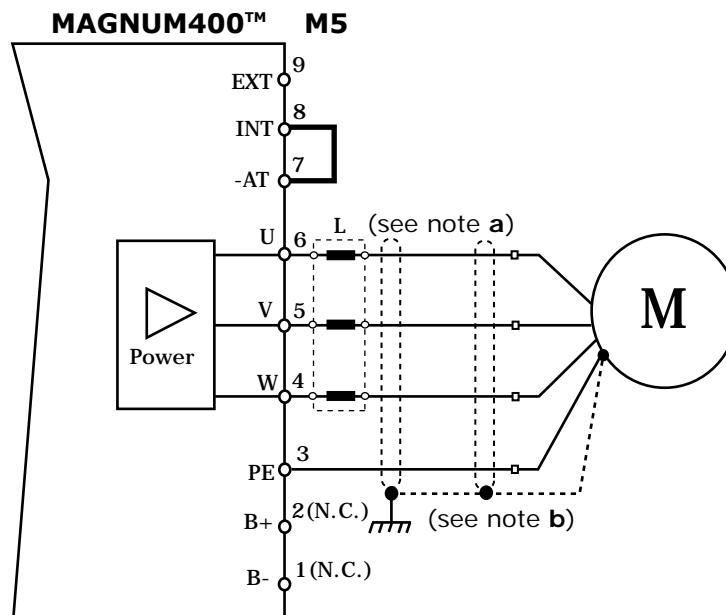 MAGNUM400™ M5
9
EXT
8
INT
7
-AT
L
(see note a)
U
6
V
5
M
Power
W
4
3
PE
2(N.C.)
B+
(see note b)
1(N.C.)
B-